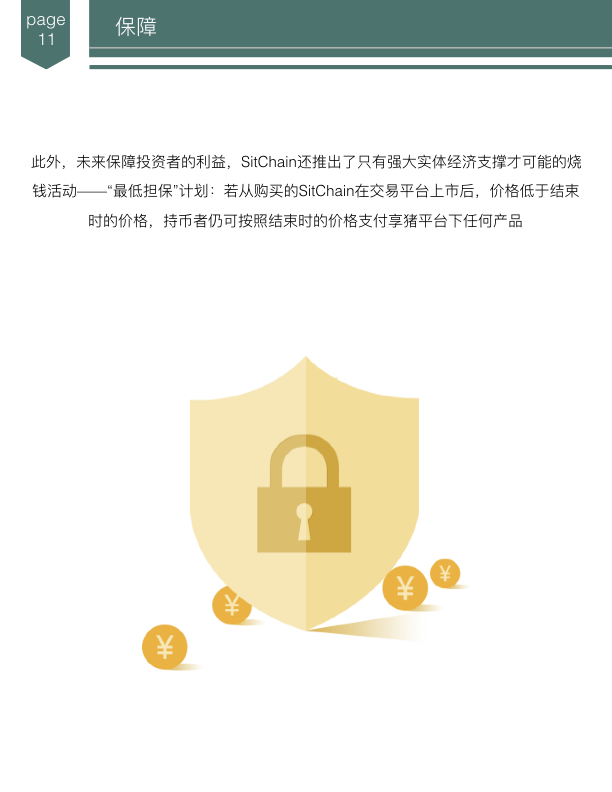 page
11
保障
此外，未来保障投资者的利益，SitChain还推出了只有强大实体经济支撑才可能的烧
钱活动——“最低担保”计划：若从购买的SitChain在交易平台上市后，价格低于结束
时的价格，持币者仍可按照结束时的价格支付享猪平台下任何产品
¥
¥
¥
¥